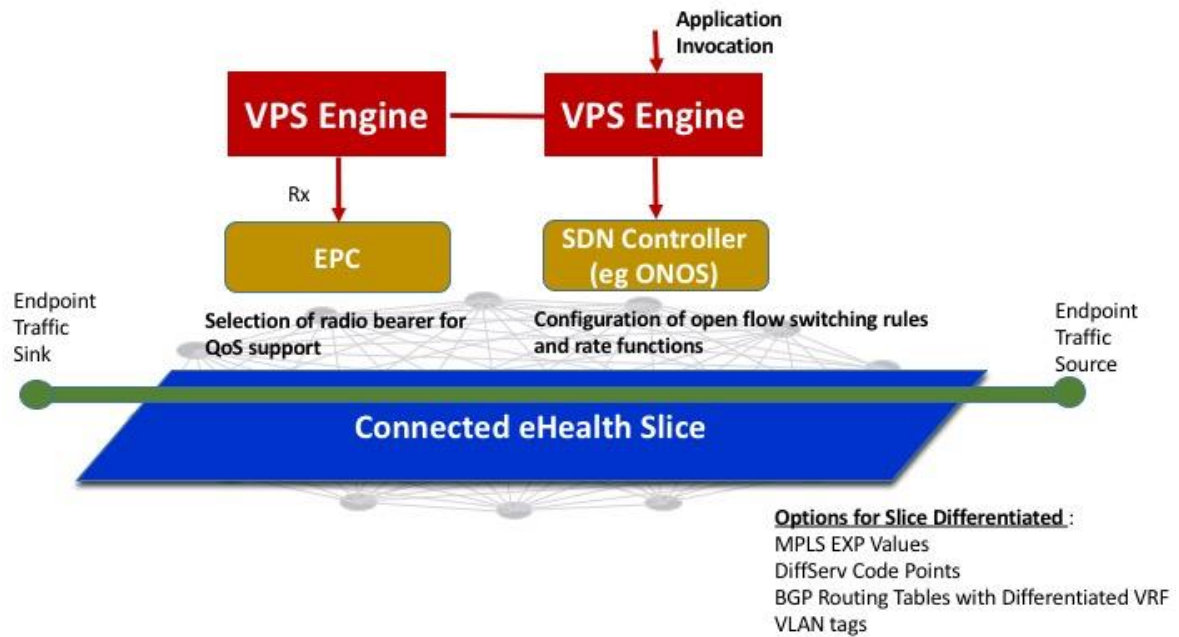 Application
Invocation
VPS Engine
VPS Engine
Rx
EPC
SDN Controller
(eg ONOS)
Endpoint
Traffic
Sink
Selection of radio bearer for
QoS support
Configuration of open flow switching rules
and rate functions
Endpoint
Traffic
Source
Connected eHealth Slice
Options for Slice Differentiated :
MPLS EXP Values
DiffServ Code Points
BGP Routing Tables with Differentiated VRF
VLAN tags